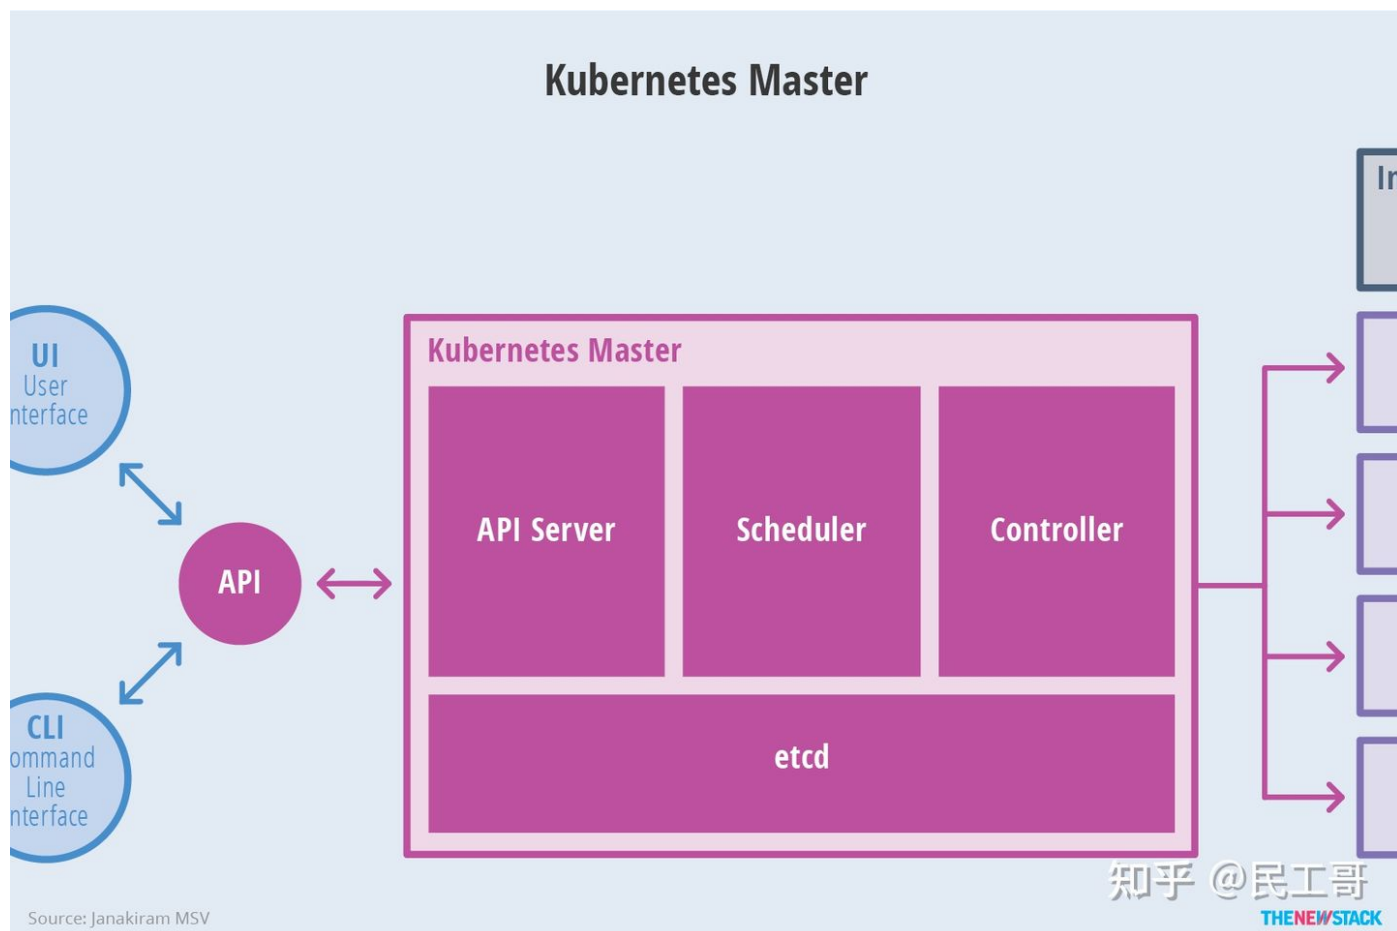 Kubernetes Master
In
UI
User
nterface
API
CLI
ommand
Line
nterface
Kubernetes Master
API Server
Scheduler
Controller
etcd
知乎 @民工哥
Source: Janakiram MSV
THENEWSTACK